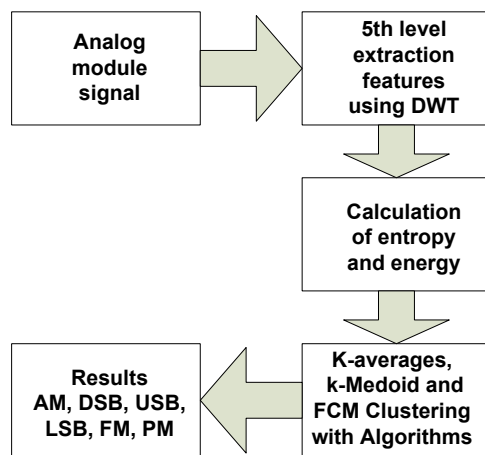 Analog
module
signal
5th level
extraction
features
using DWT
Calculation
of entropy
and energy
K-averages,
k-Medoid and
FCM Clustering
with Algorithms
Results
AM, DSB, USB,
LSB, FM, PM